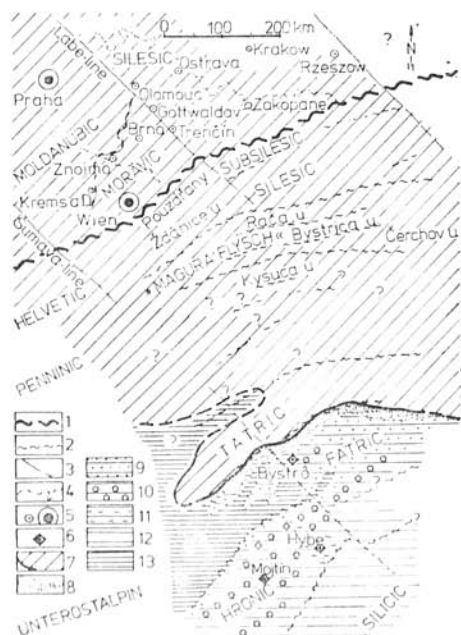 0 100 200 km
Labe-line
SILESIC
Ostrava
Krakow
?
N
Rzeszow
Praha
Olomouc
Gottwaldov
Zakopane
Brno
Trenčín
MOLDANUBIC
MORAVIC
Znojmo
Krems a D
Wien
Pouzdřany
SUBSILESIC
SILESIC
Ždánice u
Rača u
"MAGURA FLYSCH"
Bystrica u
Čerchov u
Kysuca u
line
HELVETIC
?
?
?
?
?
PENNINIC
TATRIC
FATRIC
Bystrá
Hybe
Mojtín
HRONIC
SILICIC
1
2
3
4
5
6
7
8
9
10
11
12
13
UNTEROSTALPIN